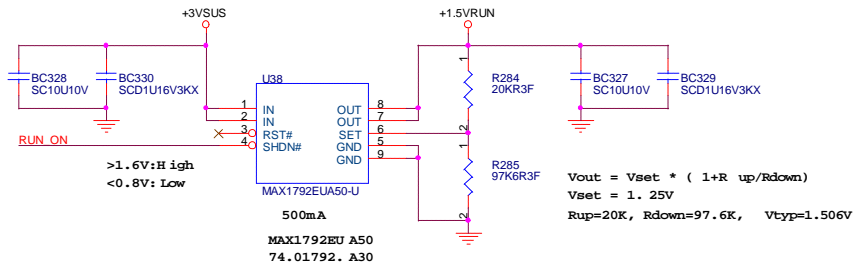 +3VSUS
+1.5VRUN
BC328
SC10U10V
BC330
SCD1U16V3KX
U38
1 IN
2 IN
3 RST#
4 SHDN#
OUT 8
OUT 7
SET 6
GND 5
GND 9
MAX1792EUA50-U
RUN_ON
>1.6V:High
<0.8V:Low
500mA
MAX1792EUA50
74.01792.A30
1
R284
20KR3F
2
1
R285
97K6R3F
2
BC327
SC10U10V
BC329
SCD1U16V3KX
Vout = Vset * ( 1+R up/Rdown)
Vset = 1.25V
Rup=20K, Rdown=97.6K, Vtyp=1.506V